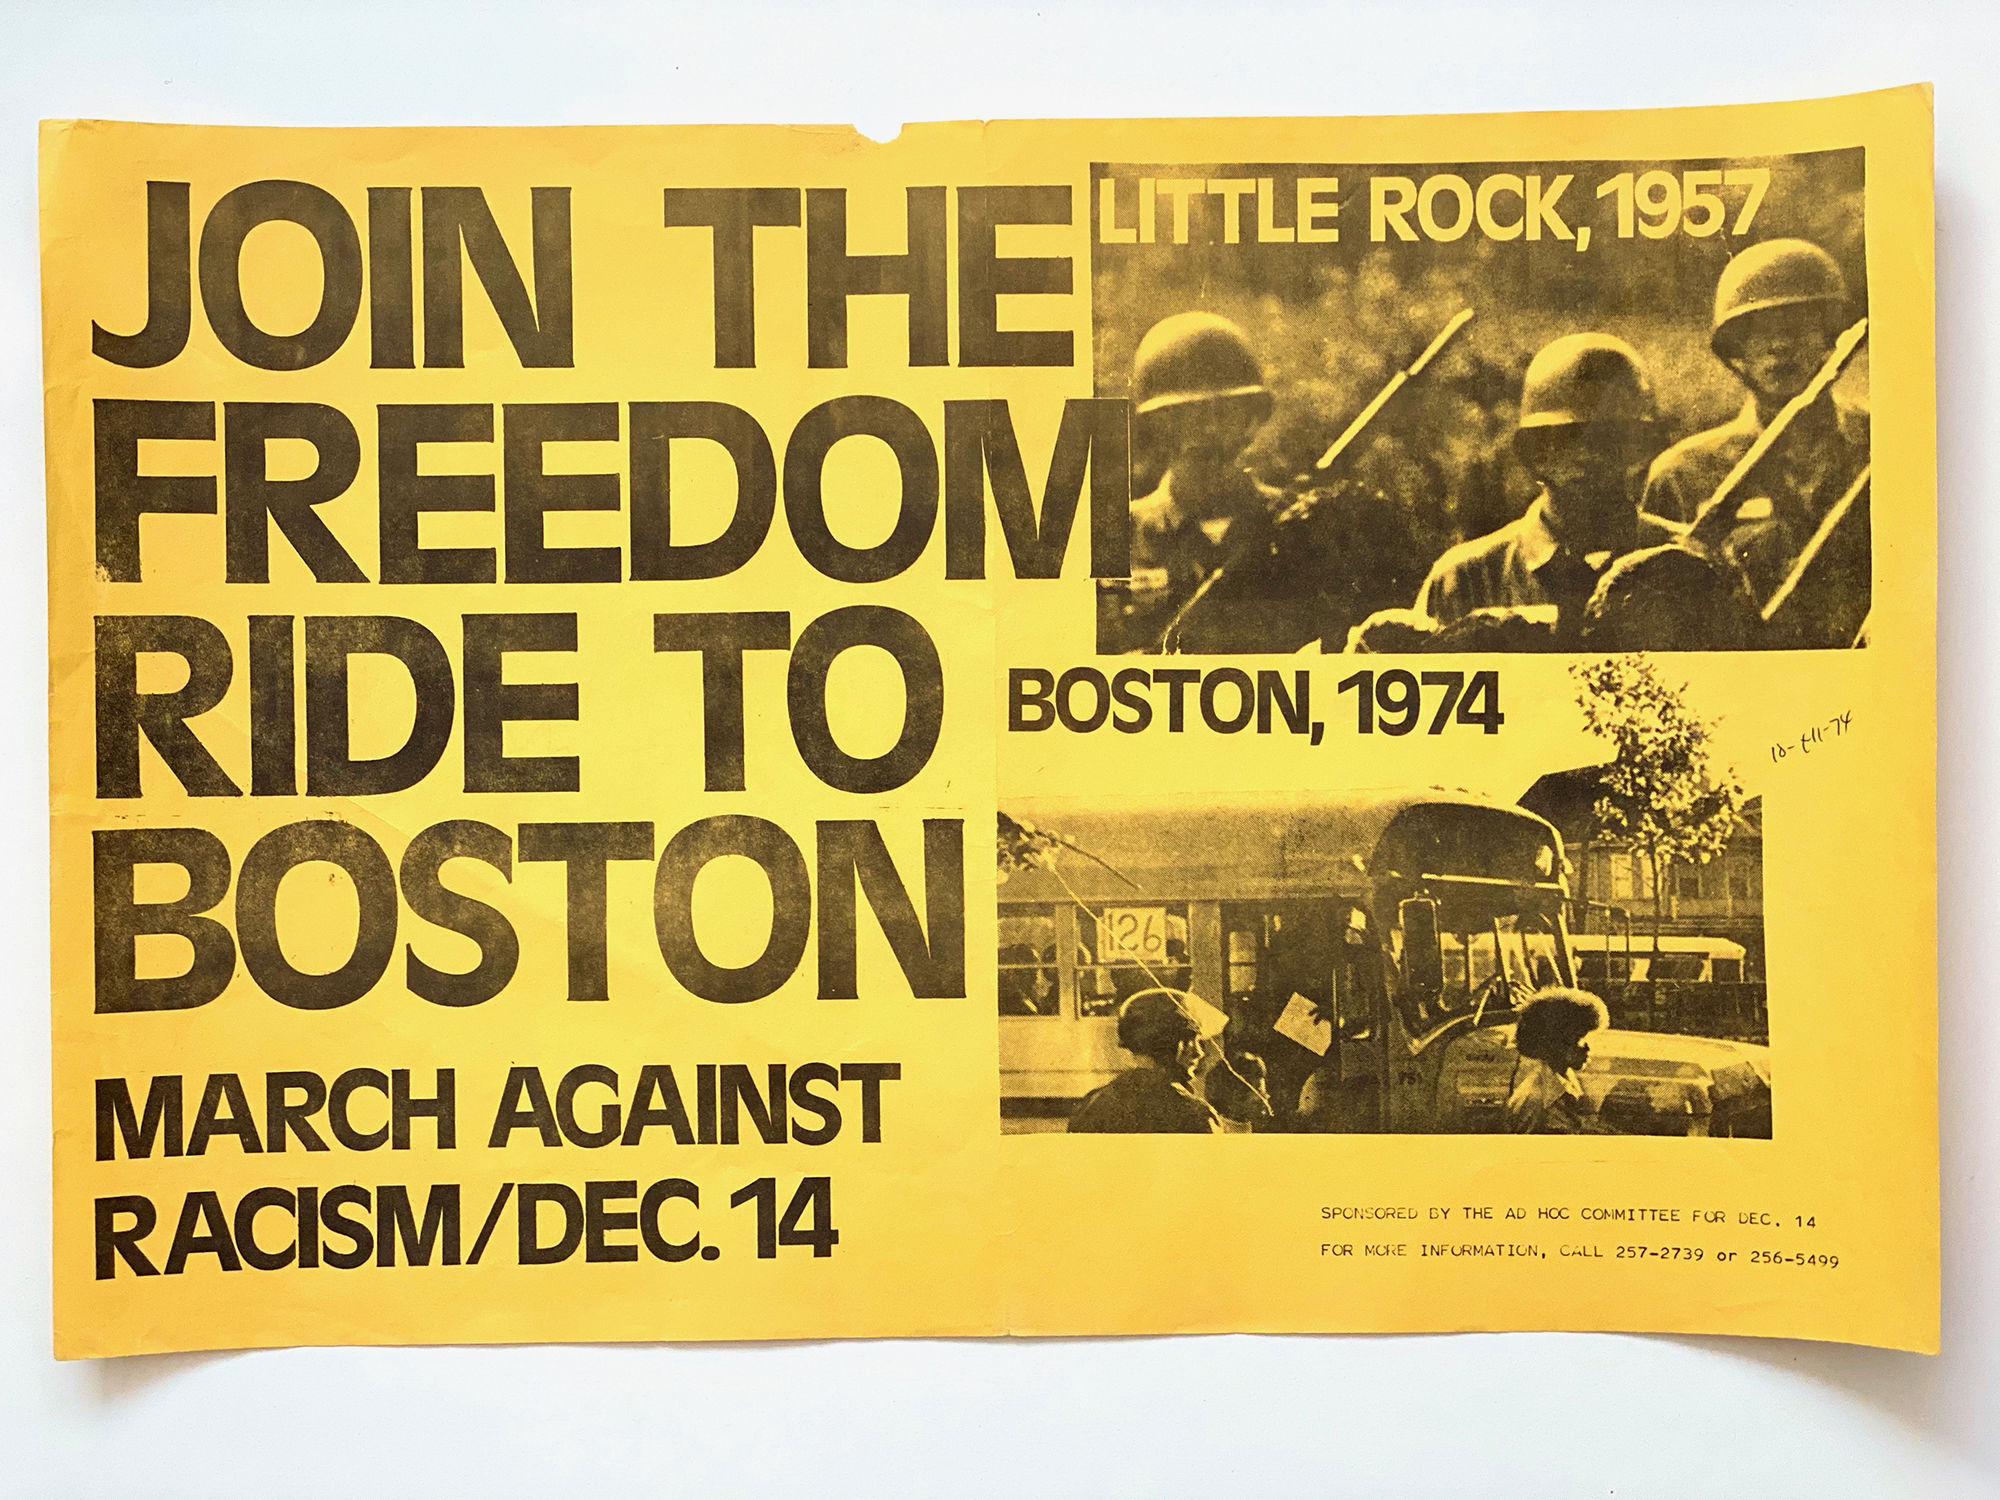 JOIN THE
FREEDOM
RIDE TO
BOSTON
MARCH AGAINST
RACISM/DEC. 14
LITTLE ROCK, 1957
BOSTON, 1974
126
SPONSORED BY THE AD HOC COMMITTEE FOR DEC. 14
FOR MORE INFORMATION, CALL 257-2739 or 256-5499